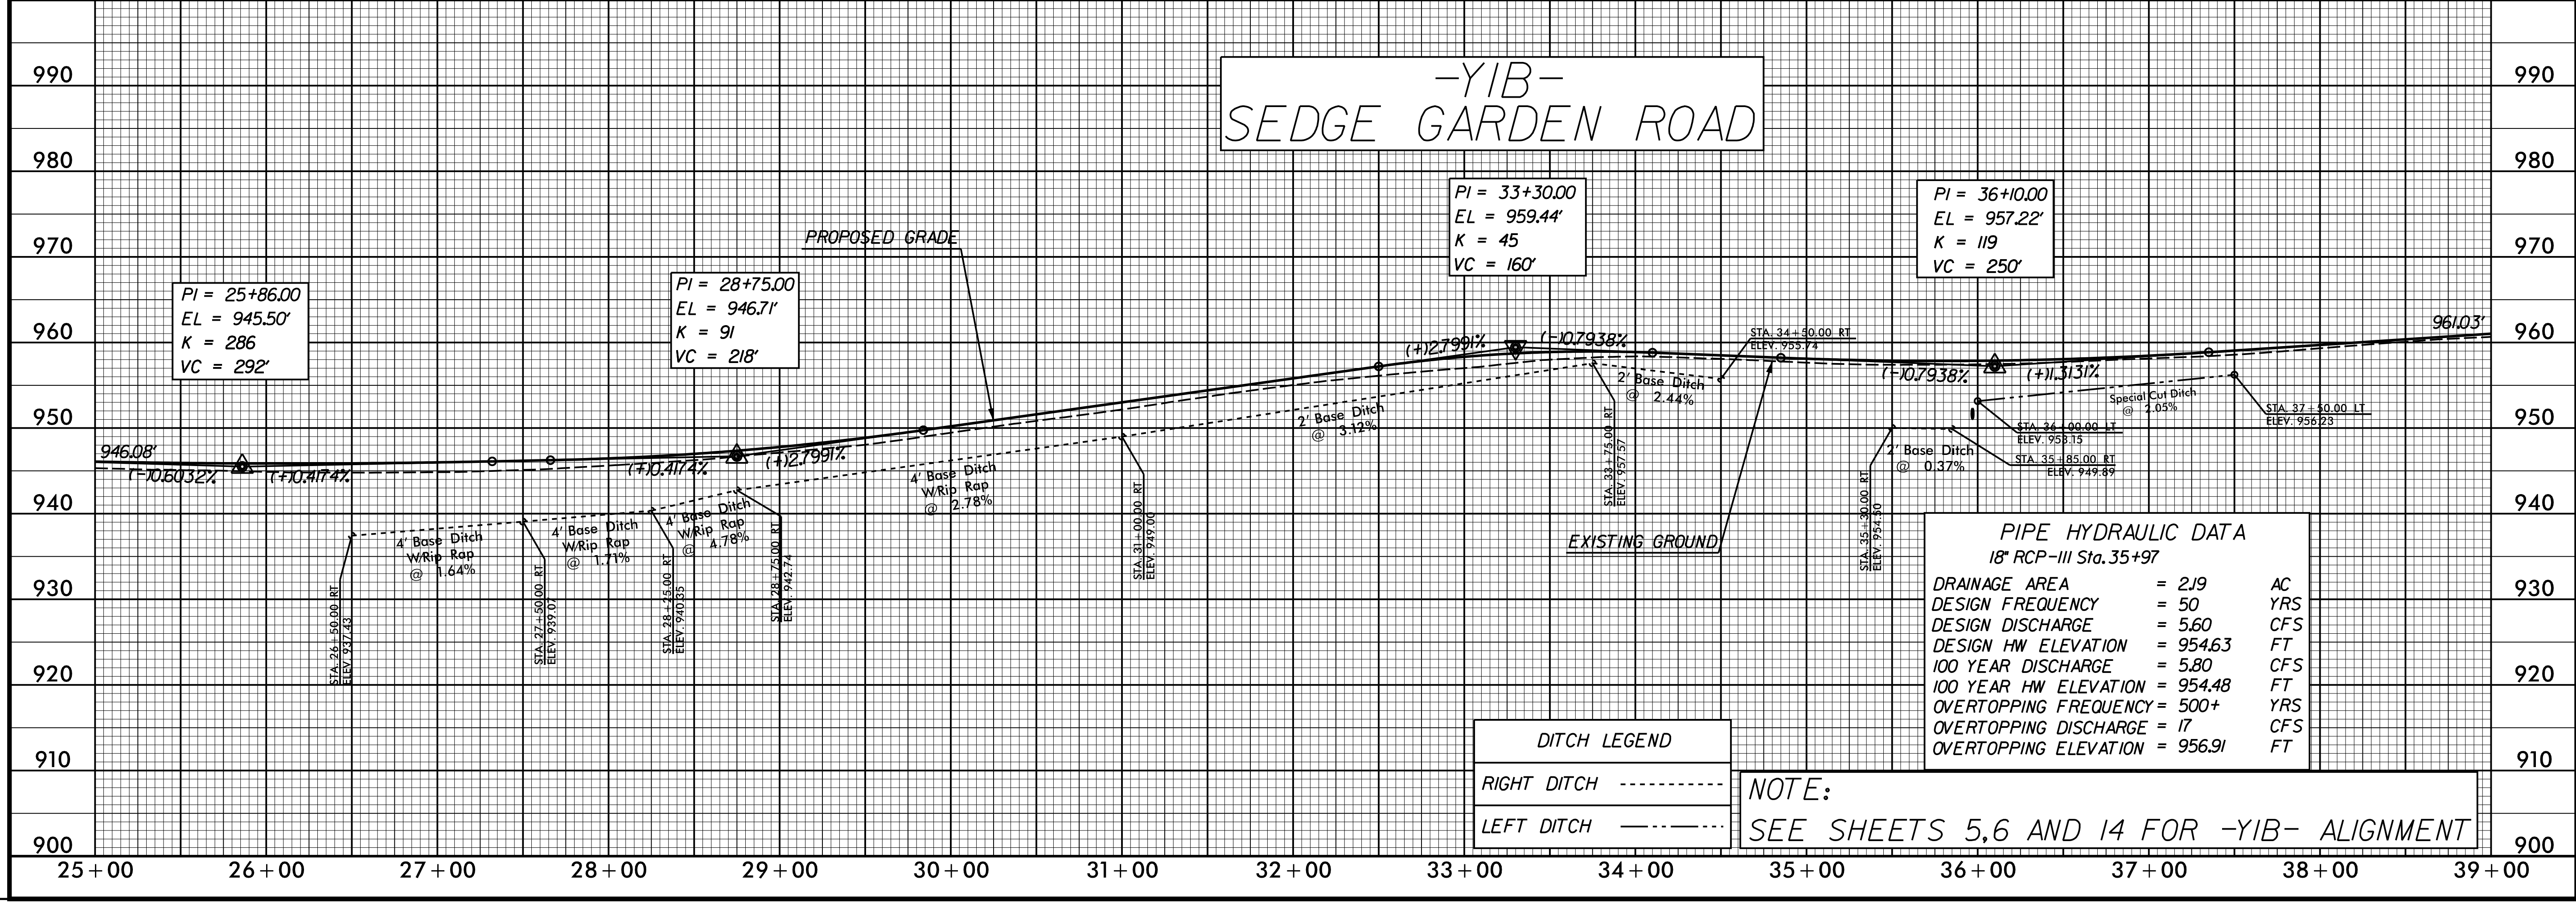 -Y1B-
SEDGE GARDEN ROAD
990
990
980
980
970
970
960
960
950
950
940
940
930
930
920
920
910
910
900
900
25+00
26+00
27+00
28+00
29+00
30+00
31+00
32+00
33+00
34+00
35+00
36+00
37+00
38+00
39+00
PI = 25+86.00
EL = 945.50'
K = 286
VC = 292'
PI = 28+75.00
EL = 946.71'
K = 91
VC = 218'
PROPOSED GRADE
PI = 33+30.00
EL = 959.44'
K = 45
VC = 160'
PI = 36+10.00
EL = 957.22'
K = 119
VC = 250'
946.08'
(-)0.6032%
(+)0.4174%
(+)0.4174%
(+)2.7991%
(+)2.7991%
(-)0.7938%
(-)0.7938%
(+)1.3131%
961.03'
STA. 34+50.00 RT
ELEV. 955.74
2' Base Ditch
@ 2.44%
2' Base Ditch
@ 3.12%
4' Base Ditch
W/Rip Rap
@ 2.78%
4' Base Ditch
W/Rip Rap
@ 4.78%
4' Base Ditch
W/Rip Rap
@ 1.71%
4' Base Ditch
W/Rip Rap
@ 1.64%
Special Cut Ditch
@ 2.05%
2' Base Ditch
@ 0.37%
STA. 37+50.00 LT
ELEV. 956.23
STA. 36+00.00 LT
ELEV. 953.15
STA. 35+85.00 RT
ELEV. 949.89
STA. 26+50.00 RT
ELEV. 937.43
STA. 27+50.00 RT
ELEV. 939.07
STA. 28+25.00 RT
ELEV. 940.35
STA. 28+75.00 RT
ELEV. 942.74
STA. 31+00.00 RT
ELEV. 949.00
STA. 33+75.00 RT
ELEV. 957.57
STA. 35+30.00 RT
ELEV. 954.50
EXISTING GROUND
PIPE HYDRAULIC DATA
18" RCP-III Sta. 35+97
DRAINAGE AREA = 2.19 AC
DESIGN FREQUENCY = 50 YRS
DESIGN DISCHARGE = 5.60 CFS
DESIGN HW ELEVATION = 954.63 FT
100 YEAR DISCHARGE = 5.80 CFS
100 YEAR HW ELEVATION = 954.48 FT
OVERTOPPING FREQUENCY = 500+ YRS
OVERTOPPING DISCHARGE = 17 CFS
OVERTOPPING ELEVATION = 956.91 FT
DITCH LEGEND
RIGHT DITCH
LEFT DITCH
NOTE:
SEE SHEETS 5,6 AND 14 FOR -Y1B- ALIGNMENT